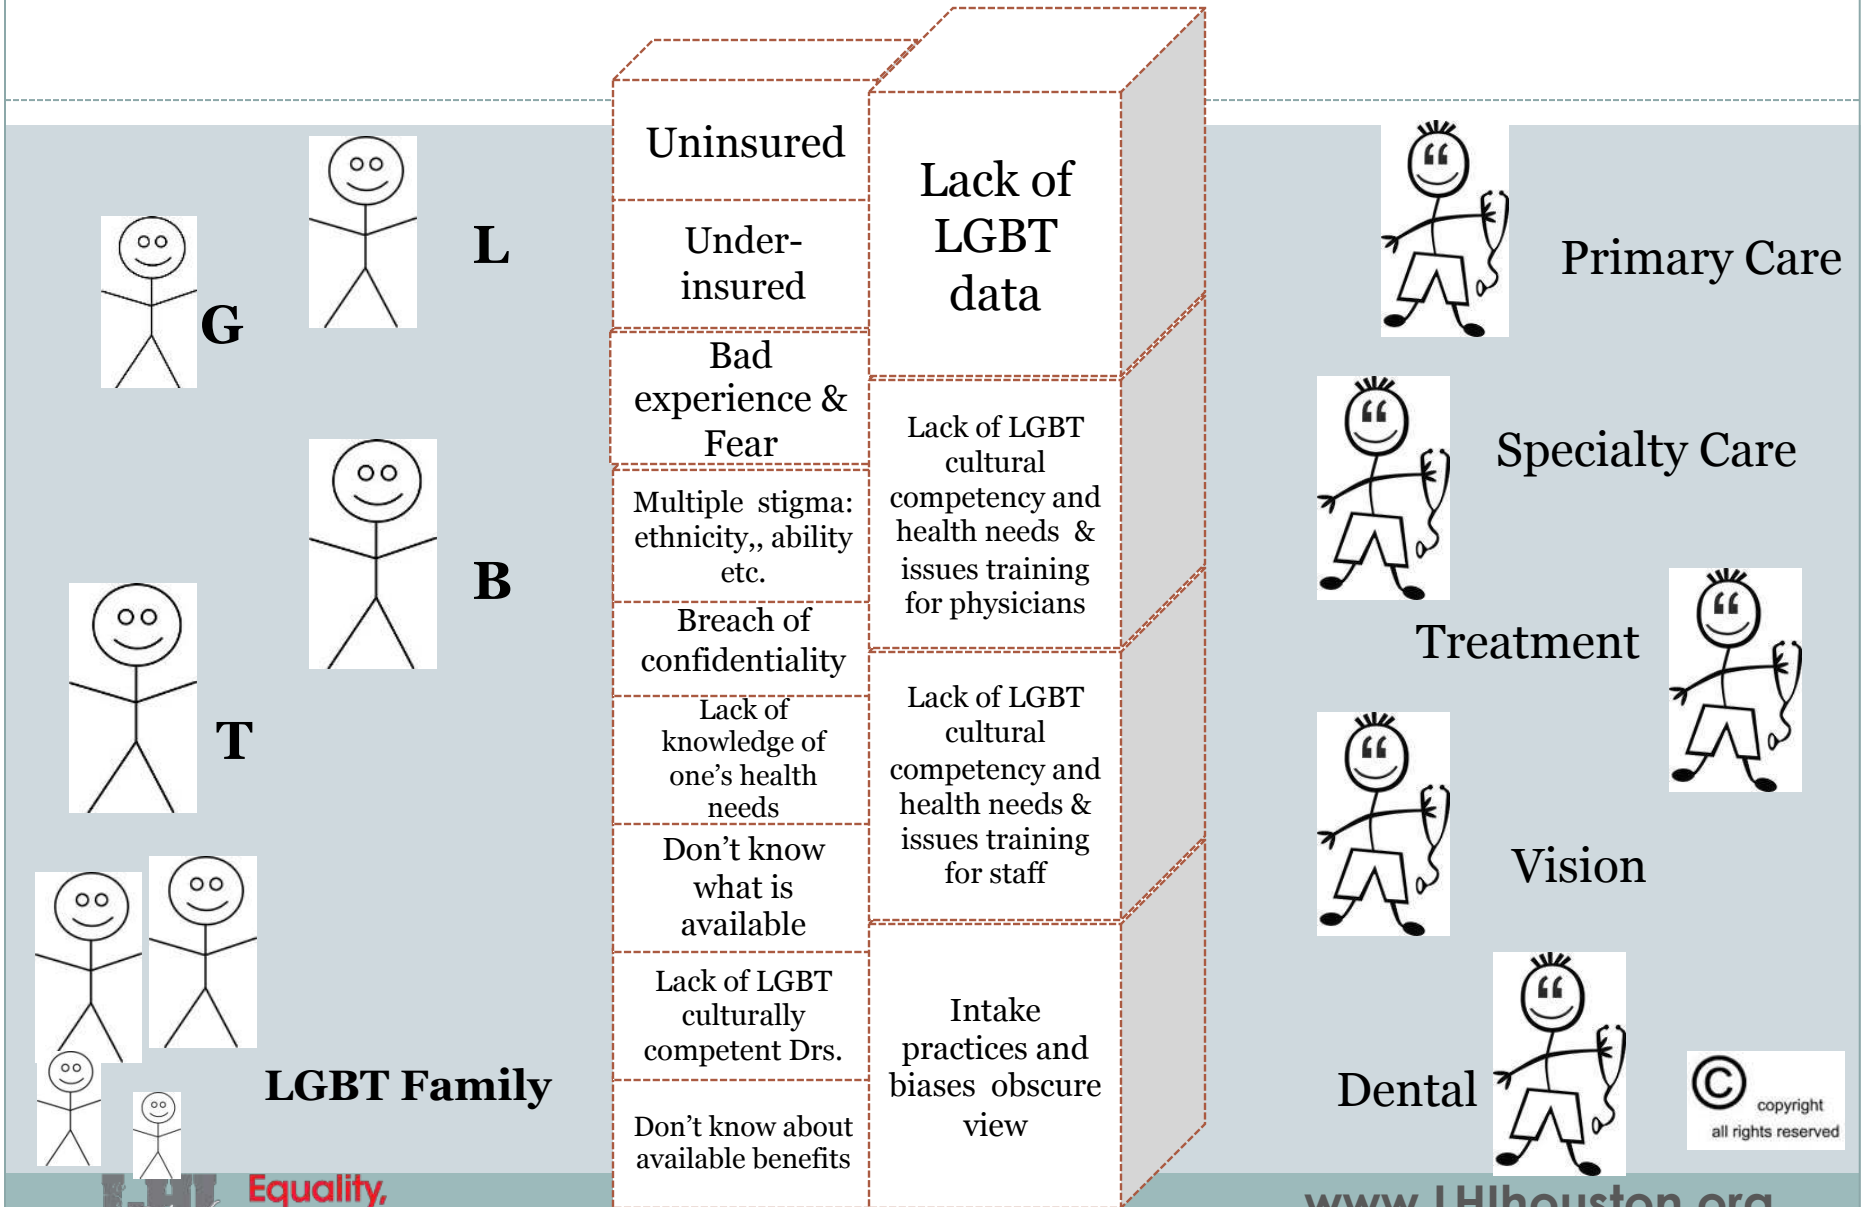 L
G
B
T
LGBT Family
Uninsured
Under-
insured
Bad
experience &
Fear
Multiple stigma:
ethnicity,, ability
etc.
Breach of
confidentiality
Lack of
knowledge of
one’s health
needs
Don’t know
what is
available
Lack of LGBT
culturally
competent Drs.
Don’t know about
available benefits
Lack of
LGBT
data
Lack of LGBT
cultural
competency and
health needs &
issues training
for physicians
Lack of LGBT
cultural
competency and
health needs &
issues training
for staff
Intake
practices and
biases obscure
view
Primary Care
Specialty Care
Treatment
Vision
Dental
©
copyright
all rights reserved
LHI
Equality,
www.LHIhouston.org